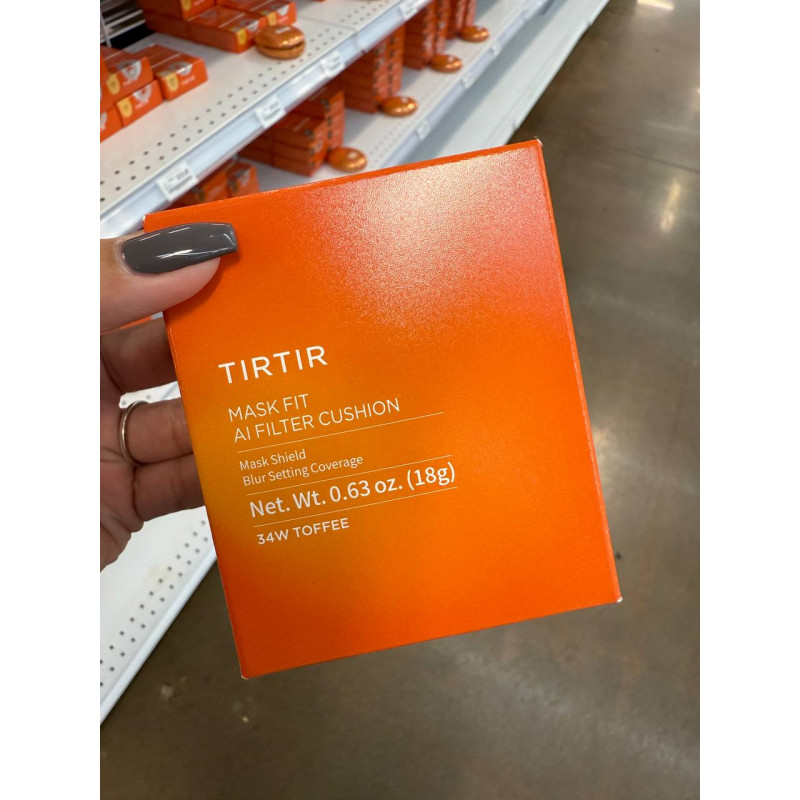 TIRTIR
MASK FIT
AI FILTER CUSHION
Mask Shield
Blur Setting Coverage
Net. Wt. 0.63 oz. (18g)
34W TOFFEE